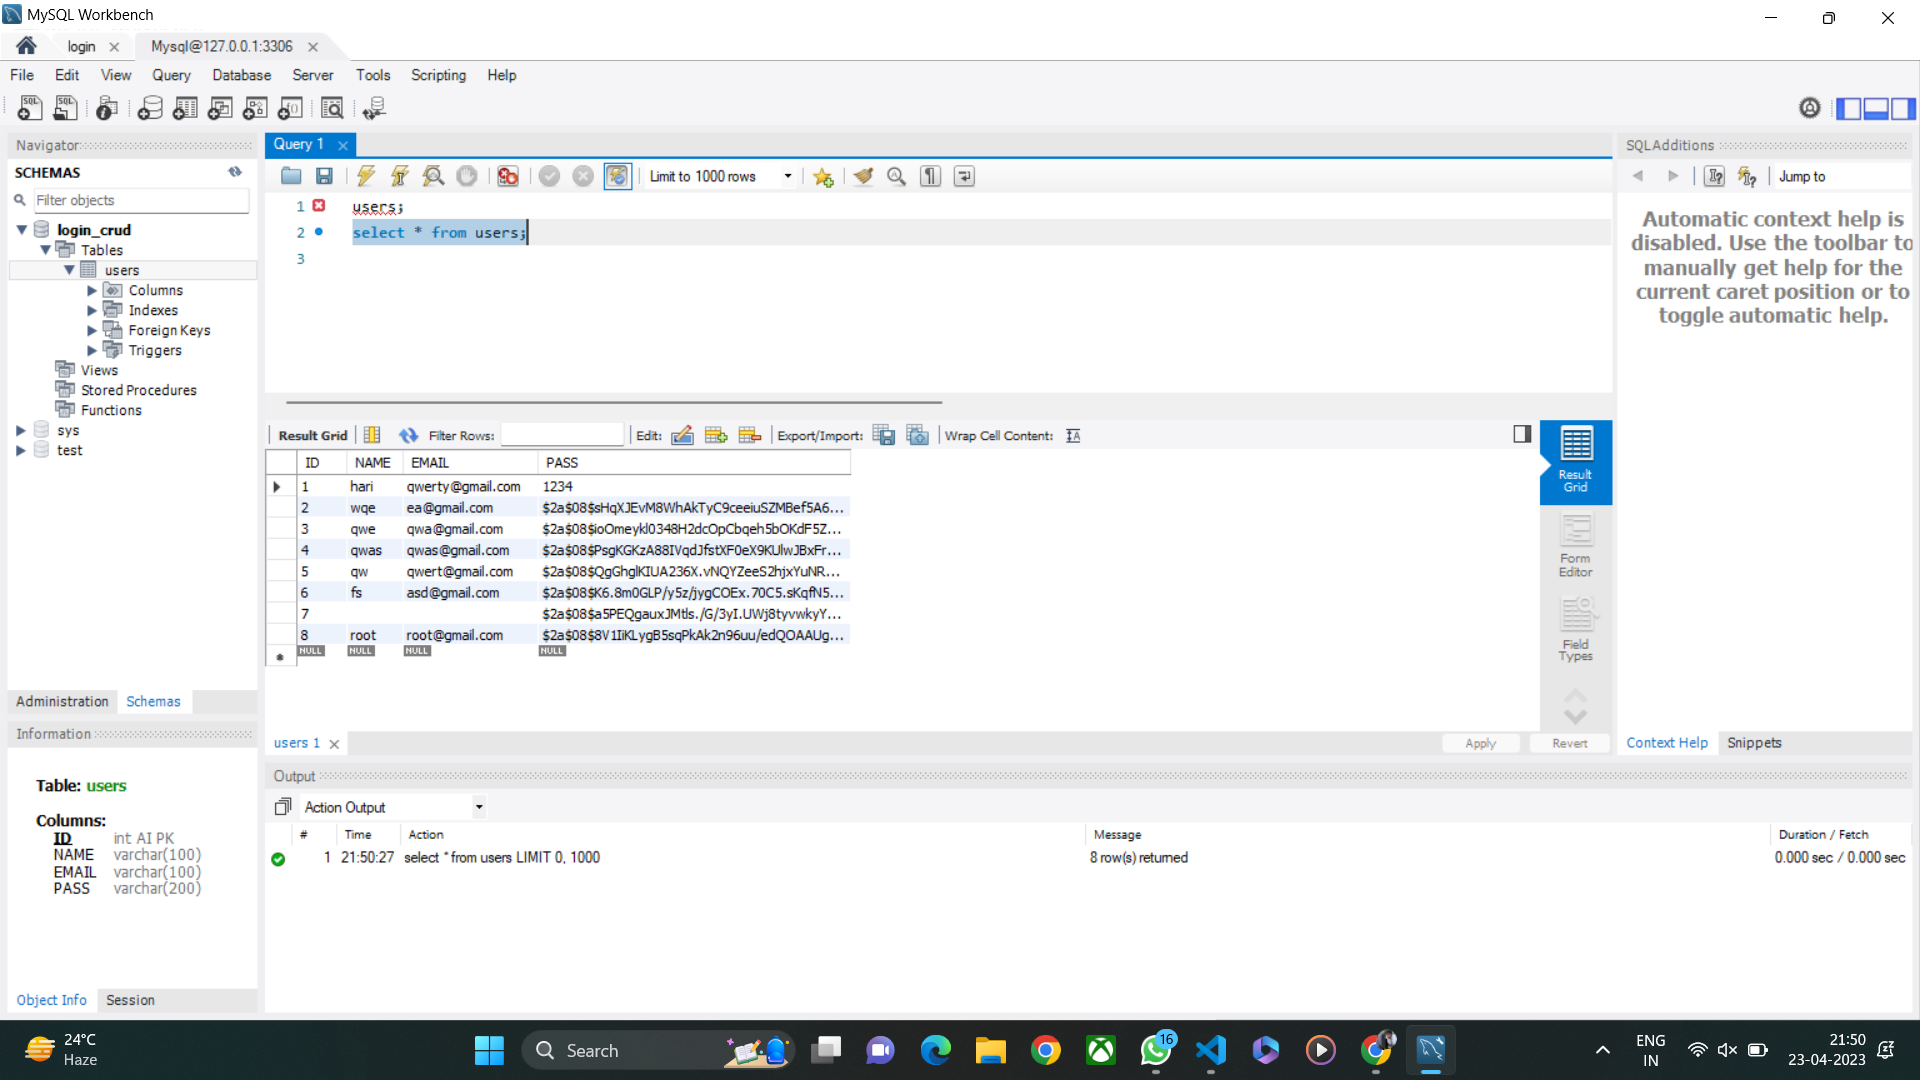 MySQL Workbench
login
Mysql@127.0.0.1:3306
File Edit View Query Database Server Tools Scripting Help
Navigator
SCHEMAS
Filter objects
login_crud
Tables
users
Columns
Indexes
Foreign Keys
Triggers
Views
Stored Procedures
Functions
sys
test
Administration Schemas
Information
Table: users
Columns:
ID int AI PK
NAME varchar(100)
EMAIL varchar(100)
PASS varchar(200)
Object Info Session
Query 1
Limit to 1000 rows
1 users;
2 select * from users;
3
Result Grid Filter Rows: Edit: Export/Import: Wrap Cell Content:
ID NAME EMAIL PASS
1 hari qwerty@gmail.com 1234
2 wqe ea@gmail.com $2a$08$sHqXJEvM8WhAkTyC9ceeiuSZMBef5A6...
3 qwe qwa@gmail.com $2a$08$ioOmeykl0348H2dcOpCbqeh5bOKdF5Z...
4 qwas qwas@gmail.com $2a$08$PsgKGKzA88IVqdJfstXF0eX9KUlwJBxFr...
5 qw qwert@gmail.com $2a$08$QgGhglKIUA236X.vNQYZeeS2hjxYuNR...
6 fs asd@gmail.com $2a$08$K6.8m0GLP/y5z/jygCOEx.70C5.sKqfN5...
7 $2a$08$a5PEQgauxJMtls./G/3yI.UWj8tyvwkyY...
8 root root@gmail.com $2a$08$8V1IiKLygB5sqPkAk2n96uu/edQOAAUg...
NULL NULL NULL NULL
Result Grid
Form Editor
Field Types
users 1
Apply Revert
Output
Action Output
# Time Action Message Duration / Fetch
1 21:50:27 select * from users LIMIT 0, 1000 8 row(s) returned 0.000 sec / 0.000 sec
SQLAdditions
Jump to
Automatic context help is
disabled. Use the toolbar to
manually get help for the
current caret position or to
toggle automatic help.
Context Help Snippets
24°C
Haze
Search
16
ENG
IN
21:50
23-04-2023